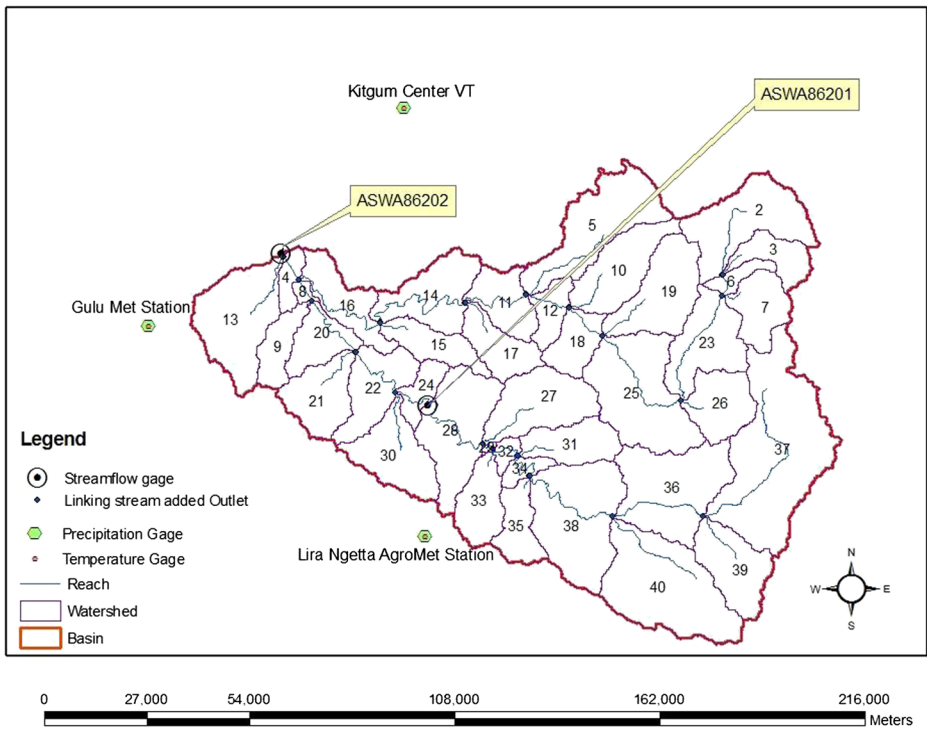 Kitgum Center VT
ASWA86201
ASWA86202
Gulu Met Station
Lira Ngetta AgroMet Station
2
5
3
10
6
4
19
7
8
14
11
16
12
13
20
23
15
18
17
9
24
22
27
25
26
21
28
31
29
32
37
30
34
36
33
35
38
39
40
Legend
Streamflow gage
Linking stream added Outlet
Precipitation Gage
Temperature Gage
Reach
Watershed
Basin
N
W E
S
0 27,000 54,000 108,000 162,000 216,000
Meters